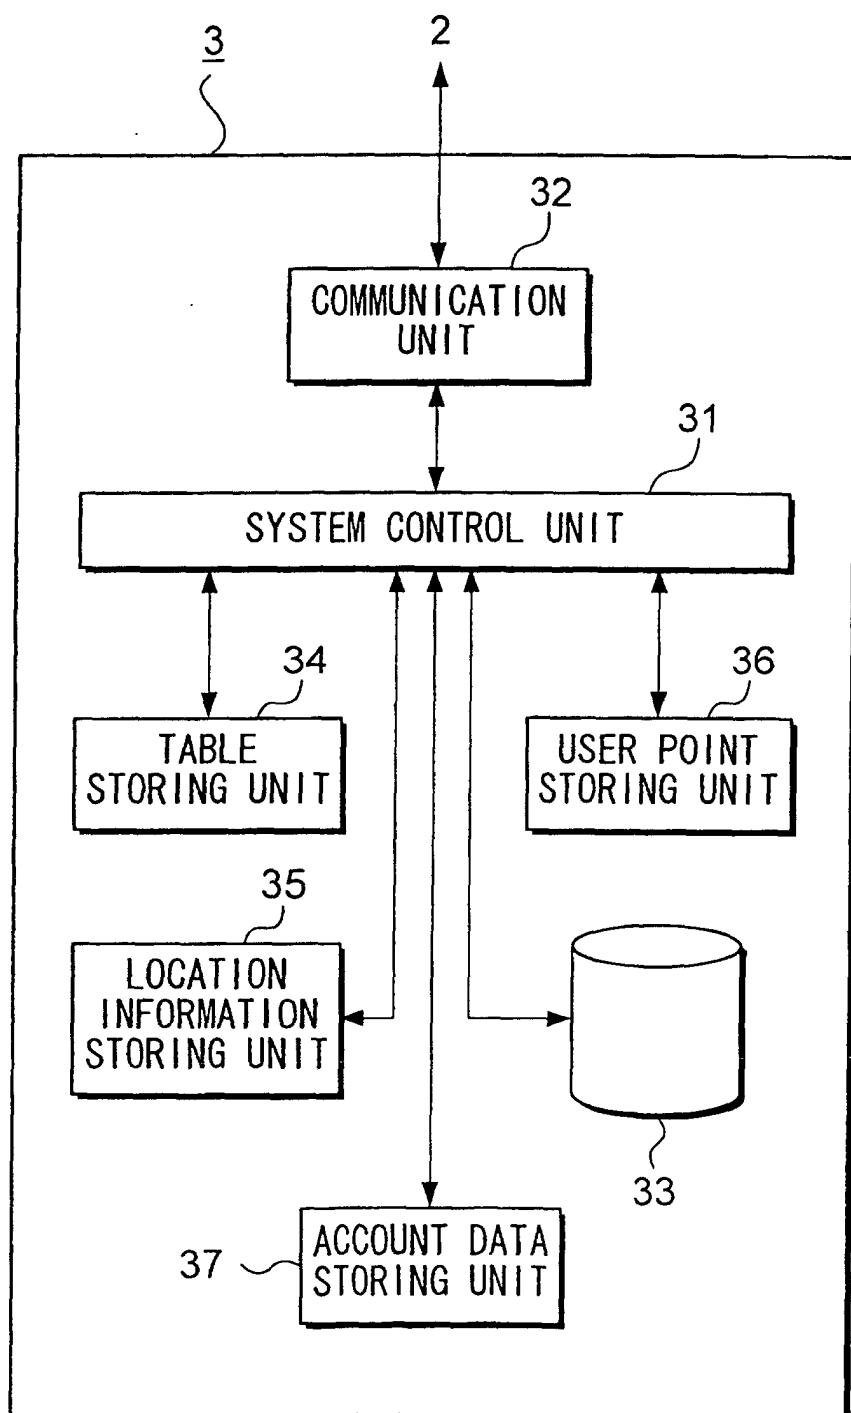 3
2
32
COMMUNICATION
UNIT
31
SYSTEM CONTROL UNIT
34
36
TABLE
STORING UNIT
USER POINT
STORING UNIT
35
LOCATION
INFORMATION
STORING UNIT
33
37
ACCOUNT DATA
STORING UNIT